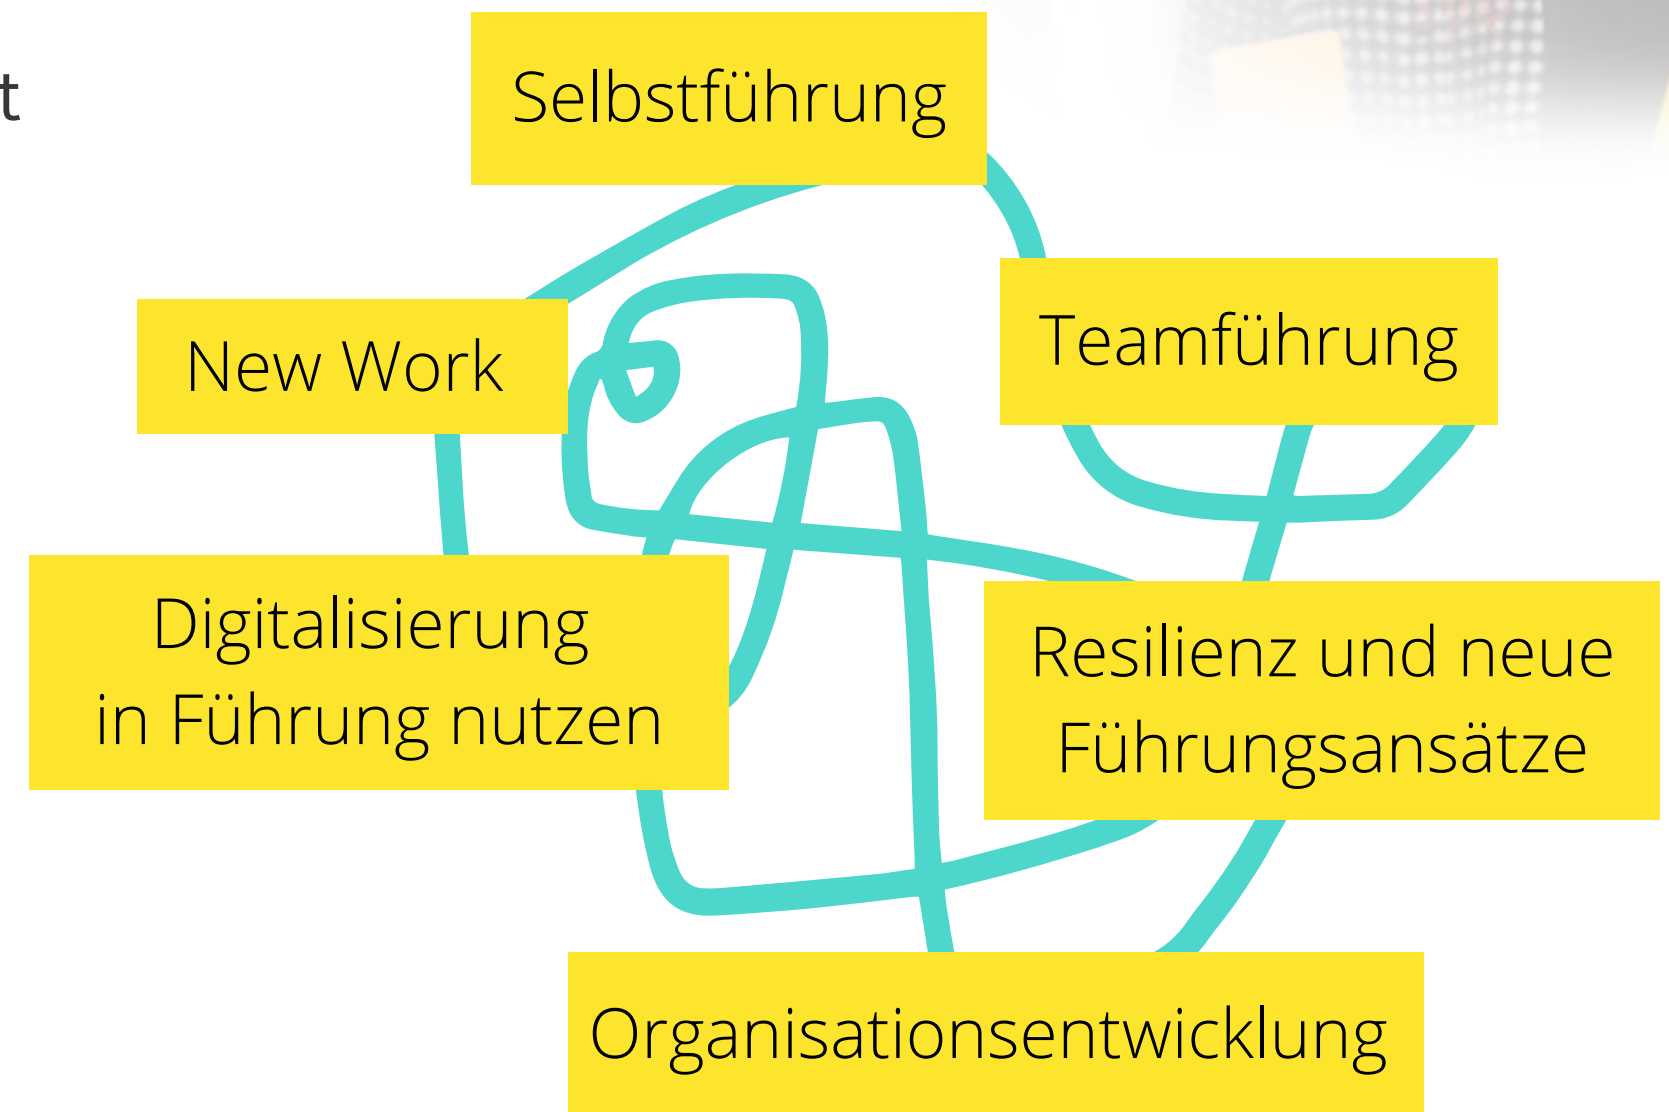 t
Selbstführung
New Work
Teamführung
Digitalisierung
in Führung nutzen
Resilienz und neue
Führungsansätze
Organisationsentwicklung